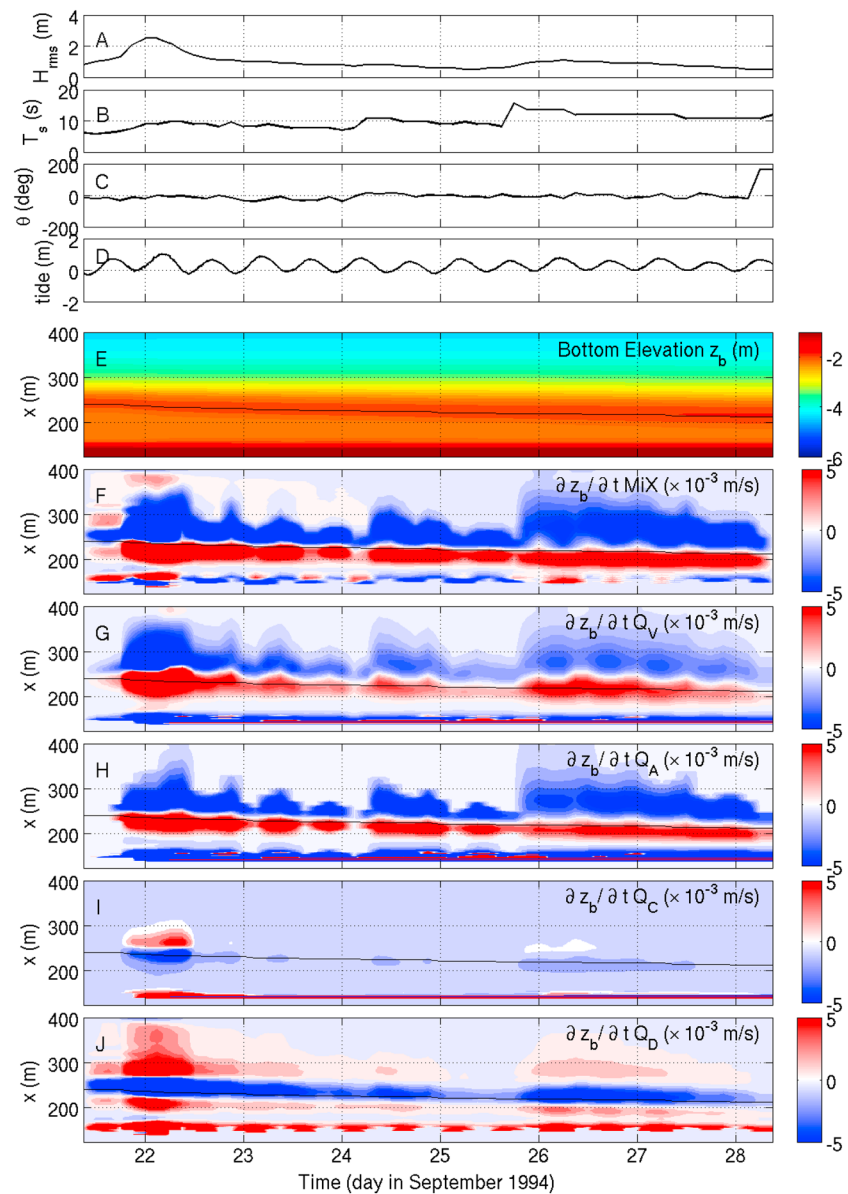 A
H_rms (m)
4
2
0
B
T_s (s)
20
10
0
C
θ (deg)
200
0
-200
D
tide (m)
2
0
-2
E
Bottom Elevation z_b (m)
x (m)
400
300
200
-2
-4
-6
F
∂ z_b/ ∂ t MiX (× 10^-3 m/s)
x (m)
400
300
200
5
0
-5
G
∂ z_b/ ∂ t Q_V (× 10^-3 m/s)
x (m)
400
300
200
5
0
-5
H
∂ z_b/ ∂ t Q_A (× 10^-3 m/s)
x (m)
400
300
200
5
0
-5
I
∂ z_b/ ∂ t Q_C (× 10^-3 m/s)
x (m)
400
300
200
5
0
-5
J
∂ z_b/ ∂ t Q_D (× 10^-3 m/s)
x (m)
400
300
200
5
0
-5
22 23 24 25 26 27 28
Time (day in September 1994)